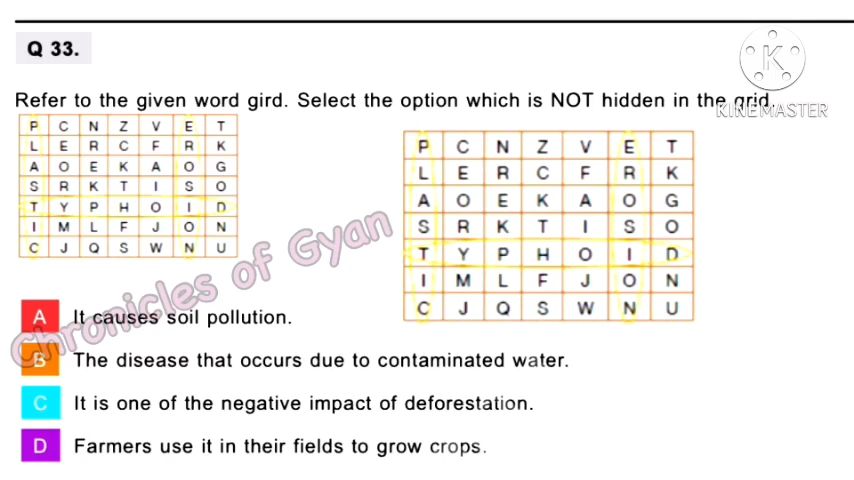 Q 33.
K
KINEMASTER
Refer to the given word gird. Select the option which is NOT hidden in the grid.
P C N Z V E T
L E R C F R K
A O E K A O G
S R K T I S O
T Y P H O I D
I M L F J O N
C J Q S W N U
P C N Z V E T
L E R C F R K
A O E K A O G
S R K T I S O
T Y P H O I D
I M L F J O N
C J Q S W N U
Chronicles of Gyan
A It causes soil pollution.
B The disease that occurs due to contaminated water.
C It is one of the negative impact of deforestation.
D Farmers use it in their fields to grow crops.